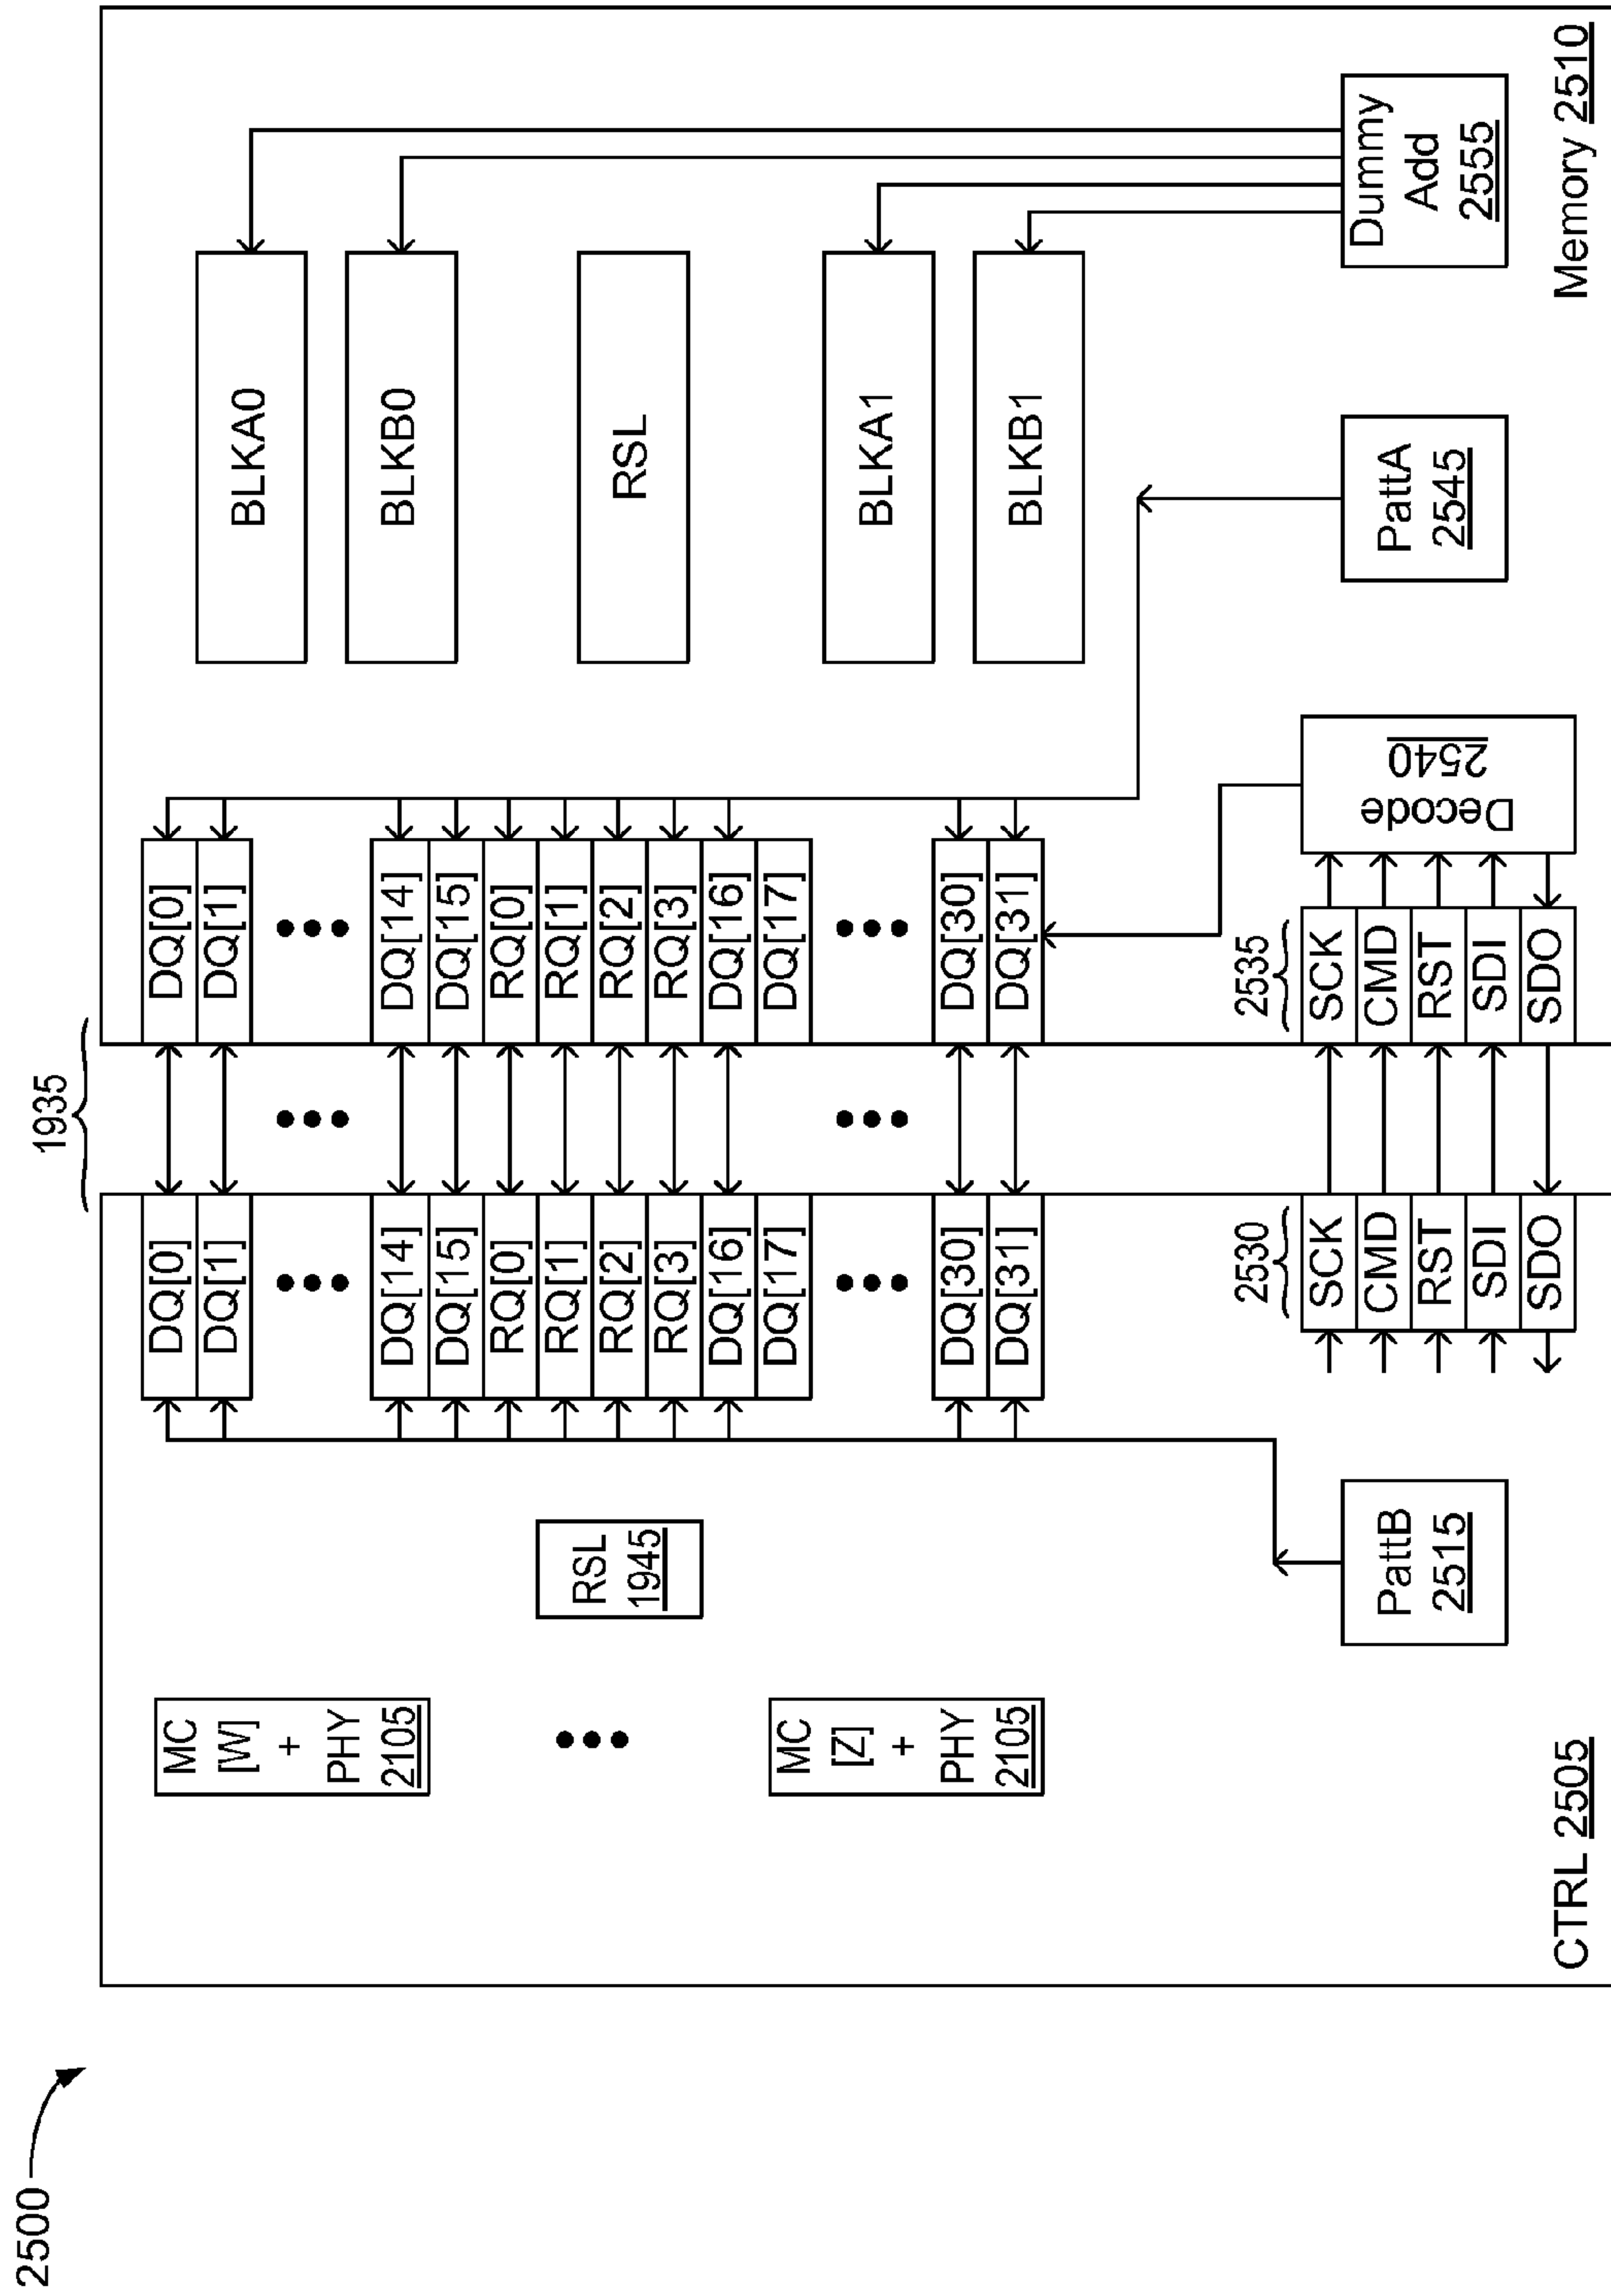 2500
1935
CTRL 2505
MC
[W]
+
PHY
2105
MC
[Z]
+
PHY
2105
RSL
1945
PattB
2515
DQ[0]
DQ[1]
DQ[14]
DQ[15]
RQ[0]
RQ[1]
RQ[2]
RQ[3]
DQ[16]
DQ[17]
DQ[30]
DQ[31]
2530
SCK
CMD
RST
SDI
SDO
DQ[0]
DQ[1]
DQ[14]
DQ[15]
RQ[0]
RQ[1]
RQ[2]
RQ[3]
DQ[16]
DQ[17]
DQ[30]
DQ[31]
2535
SCK
CMD
RST
SDI
SDO
Decode
2540
BLKA0
BLKB0
RSL
BLKA1
BLKB1
PattA
2545
Dummy
Add
2555
Memory 2510